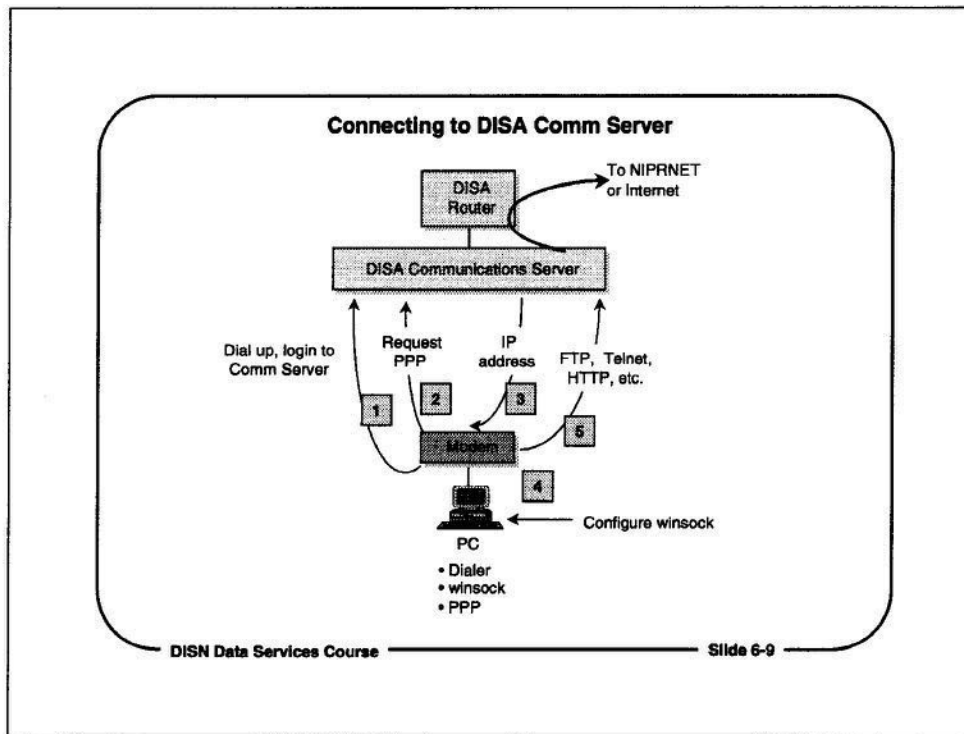 Connecting to DISA Comm Server
To NIPRNET
or Internet
DISA
Router
DISA Communications Server
Dial up, login to
Comm Server
Request
PPP
IP
address
FTP, Telnet,
HTTP, etc.
1
2
3
5
Modem
4
Configure winsock
PC
• Dialer
• winsock
• PPP
DISN Data Services Course
Slide 6-9